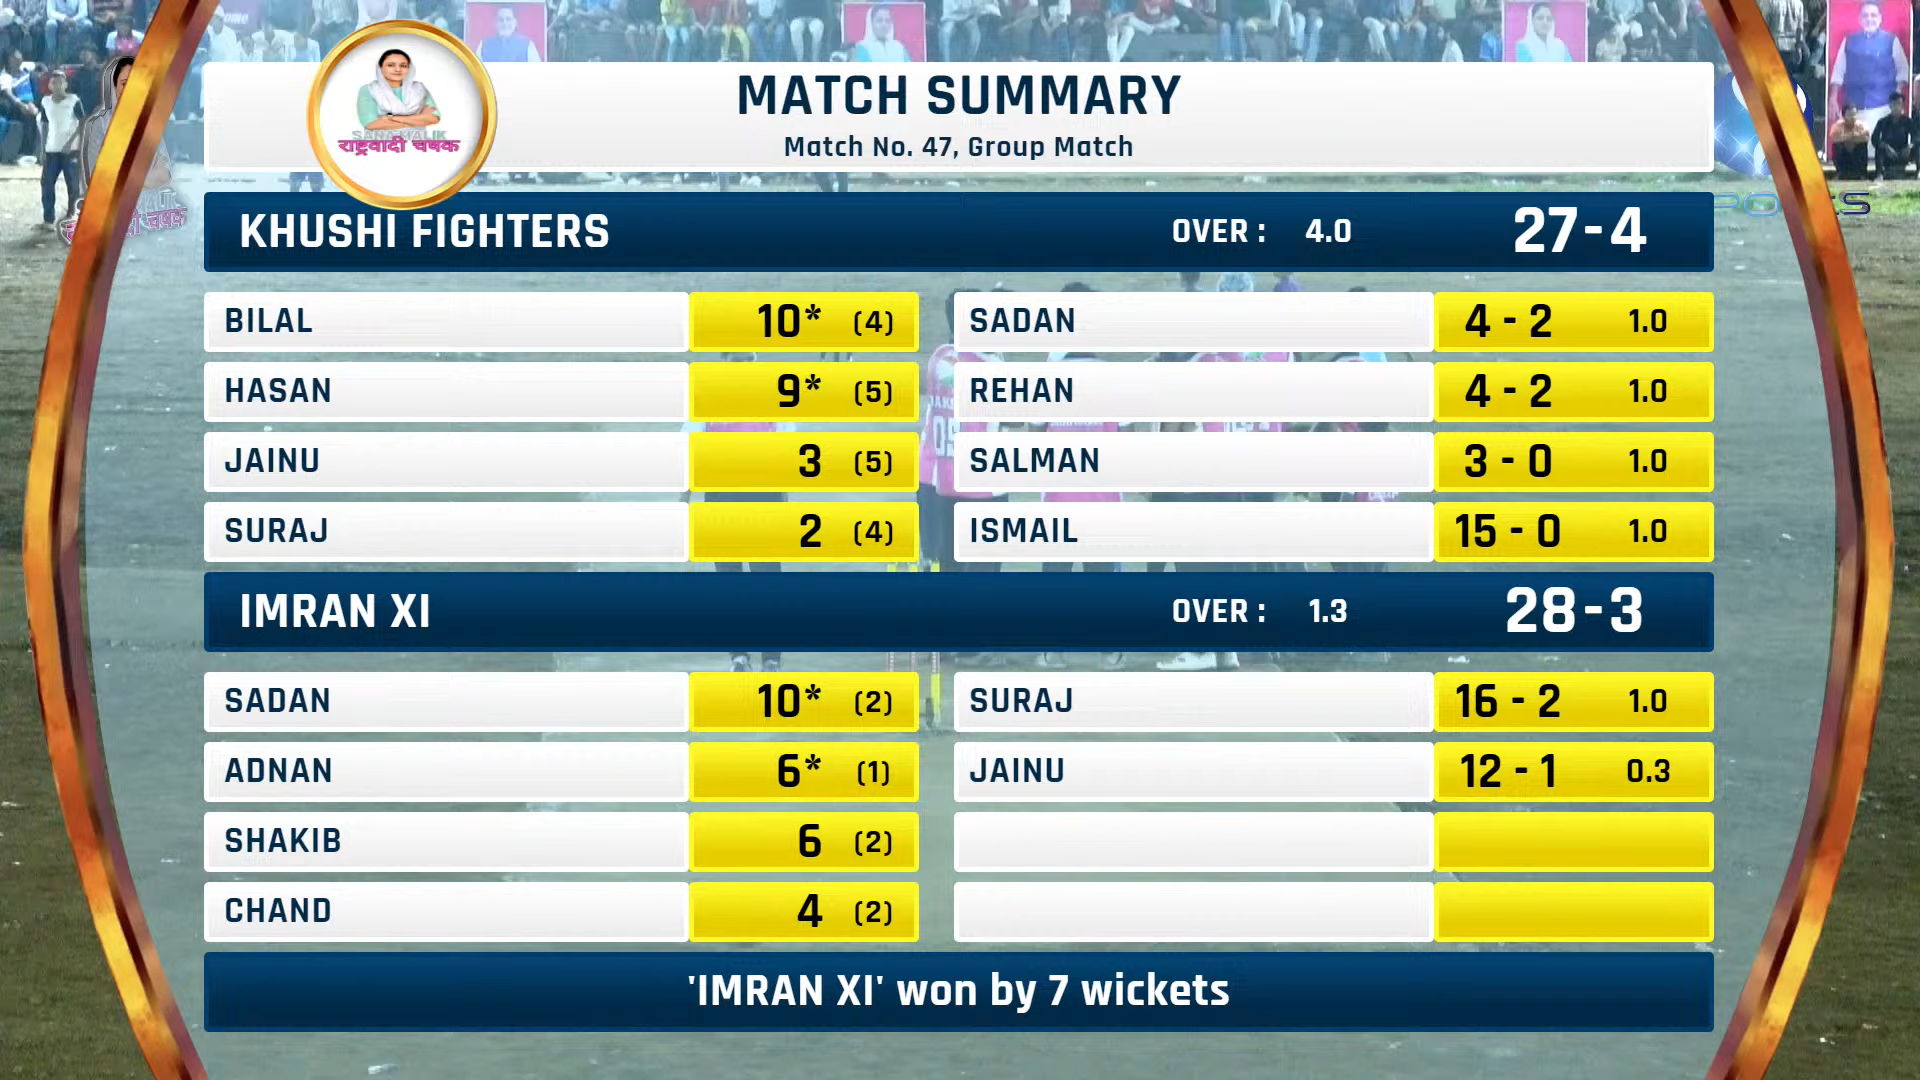 MATCH SUMMARY
Match No. 47, Group Match
SANA MALIK
राष्ट्रवादी चषक
KHUSHI FIGHTERS OVER : 4.0 27-4
BILAL 10* (4) SADAN 4 - 2 1.0
HASAN 9* (5) REHAN 4 - 2 1.0
JAINU 3 (5) SALMAN 3 - 0 1.0
SURAJ 2 (4) ISMAIL 15 - 0 1.0
IMRAN XI OVER : 1.3 28-3
SADAN 10* (2) SURAJ 16 - 2 1.0
ADNAN 6* (1) JAINU 12 - 1 0.3
SHAKIB 6 (2)
CHAND 4 (2)
'IMRAN XI' won by 7 wickets